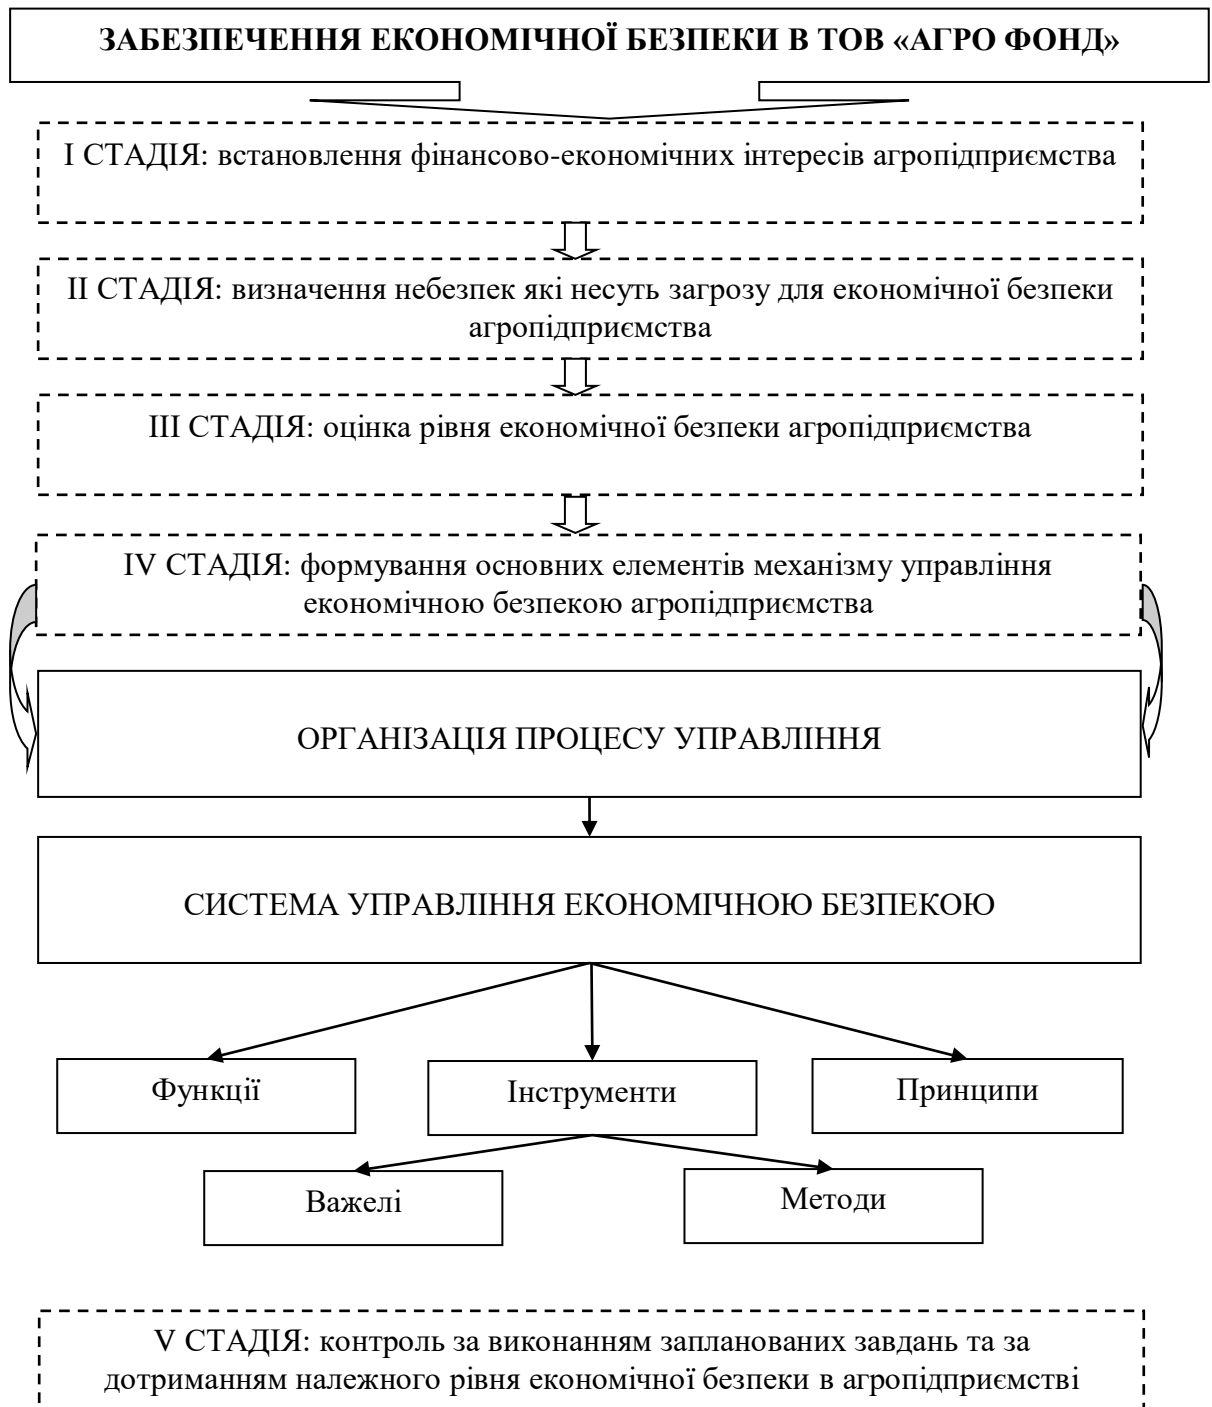 ЗАБЕЗПЕЧЕННЯ ЕКОНОМІЧНОЇ БЕЗПЕКИ В ТОВ «АГРО ФОНД»
І СТАДІЯ: встановлення фінансово-економічних інтересів агропідприємства
ІІ СТАДІЯ: визначення небезпек які несуть загрозу для економічної безпеки
агропідприємства
ІІІ СТАДІЯ: оцінка рівня економічної безпеки агропідприємства
IV СТАДІЯ: формування основних елементів механізму управління
економічною безпекою агропідприємства
ОРГАНІЗАЦІЯ ПРОЦЕСУ УПРАВЛІННЯ
СИСТЕМА УПРАВЛІННЯ ЕКОНОМІЧНОЮ БЕЗПЕКОЮ
Функції
Інструменти
Принципи
Важелі
Методи
V СТАДІЯ: контроль за виконанням запланованих завдань та за
дотриманням належного рівня економічної безпеки в агропідприємстві